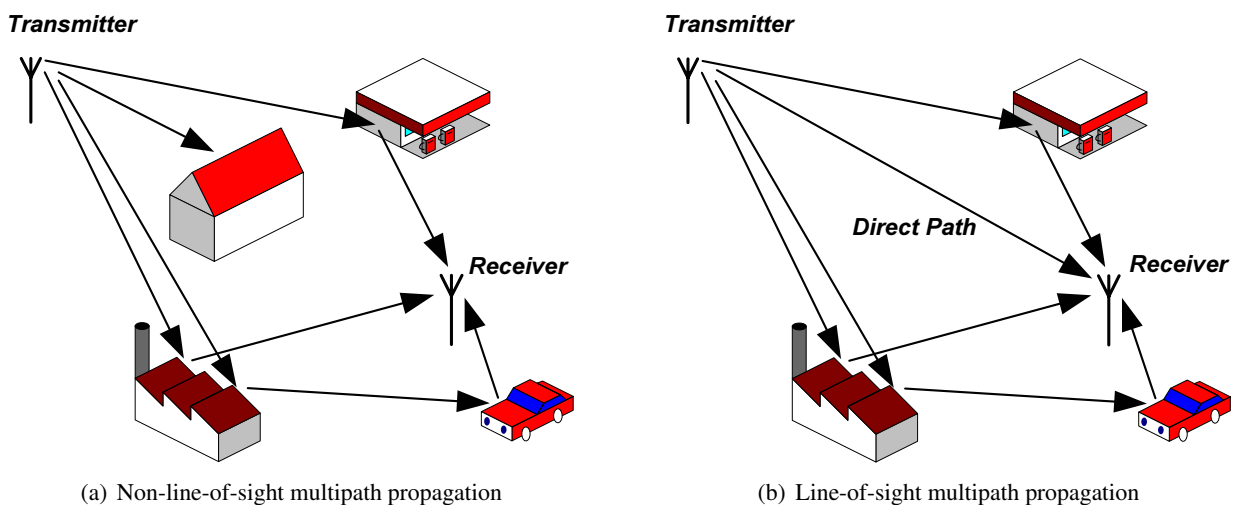 Transmitter
Receiver
(a) Non-line-of-sight multipath propagation
Transmitter
Direct Path
Receiver
(b) Line-of-sight multipath propagation